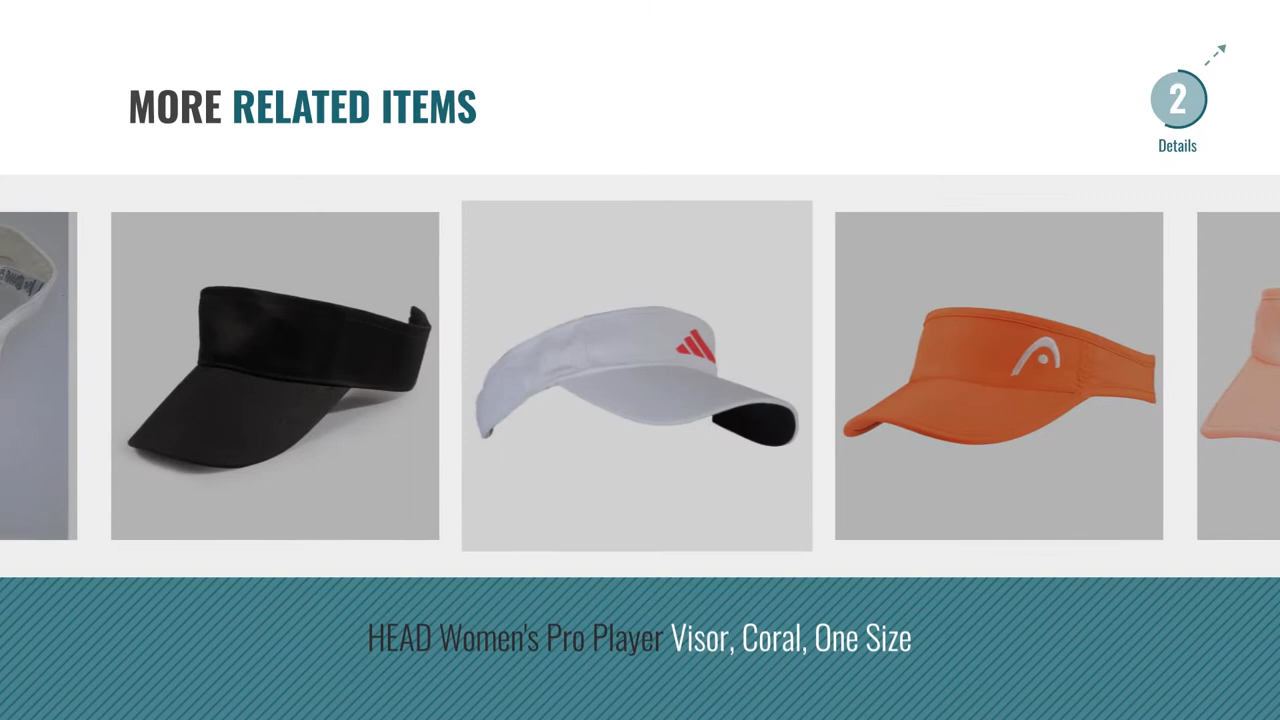 MORE RELATED ITEMS
2
Details
HEAD Women's Pro Player Visor, Coral, One Size